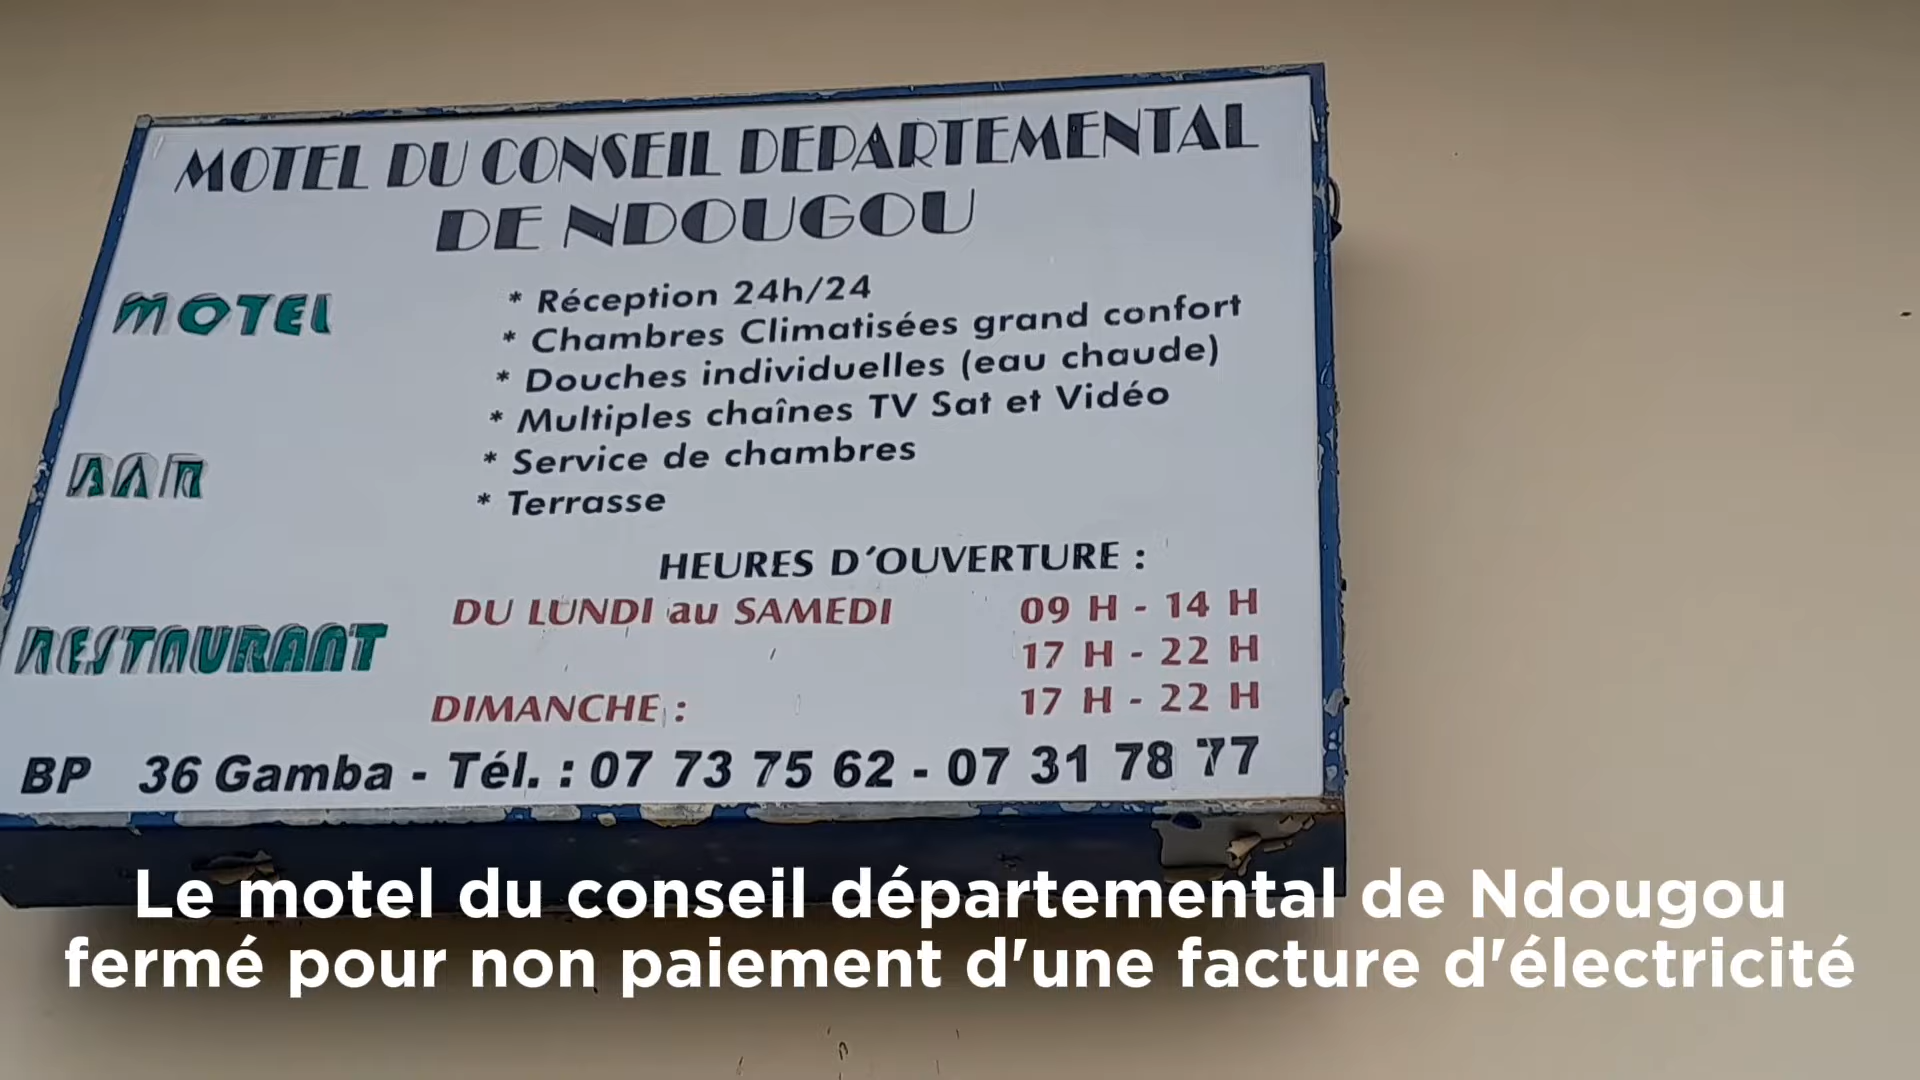 MOTEL DU CONSEIL DEPARTEMENTAL
DE NDOUGOU
MOTEL
* Réception 24h/24
* Chambres Climatisées grand confort
* Douches individuelles (eau chaude)
* Multiples chaînes TV Sat et Vidéo
* Service de chambres
* Terrasse
BAR
HEURES D'OUVERTURE :
RESTAURANT
DU LUNDI au SAMEDI 09 H - 14 H
17 H - 22 H
DIMANCHE : 17 H - 22 H
BP 36 Gamba - Tél. : 07 73 75 62 - 07 31 78 77
Le motel du conseil départemental de Ndougou
fermé pour non paiement d'une facture d'électricité